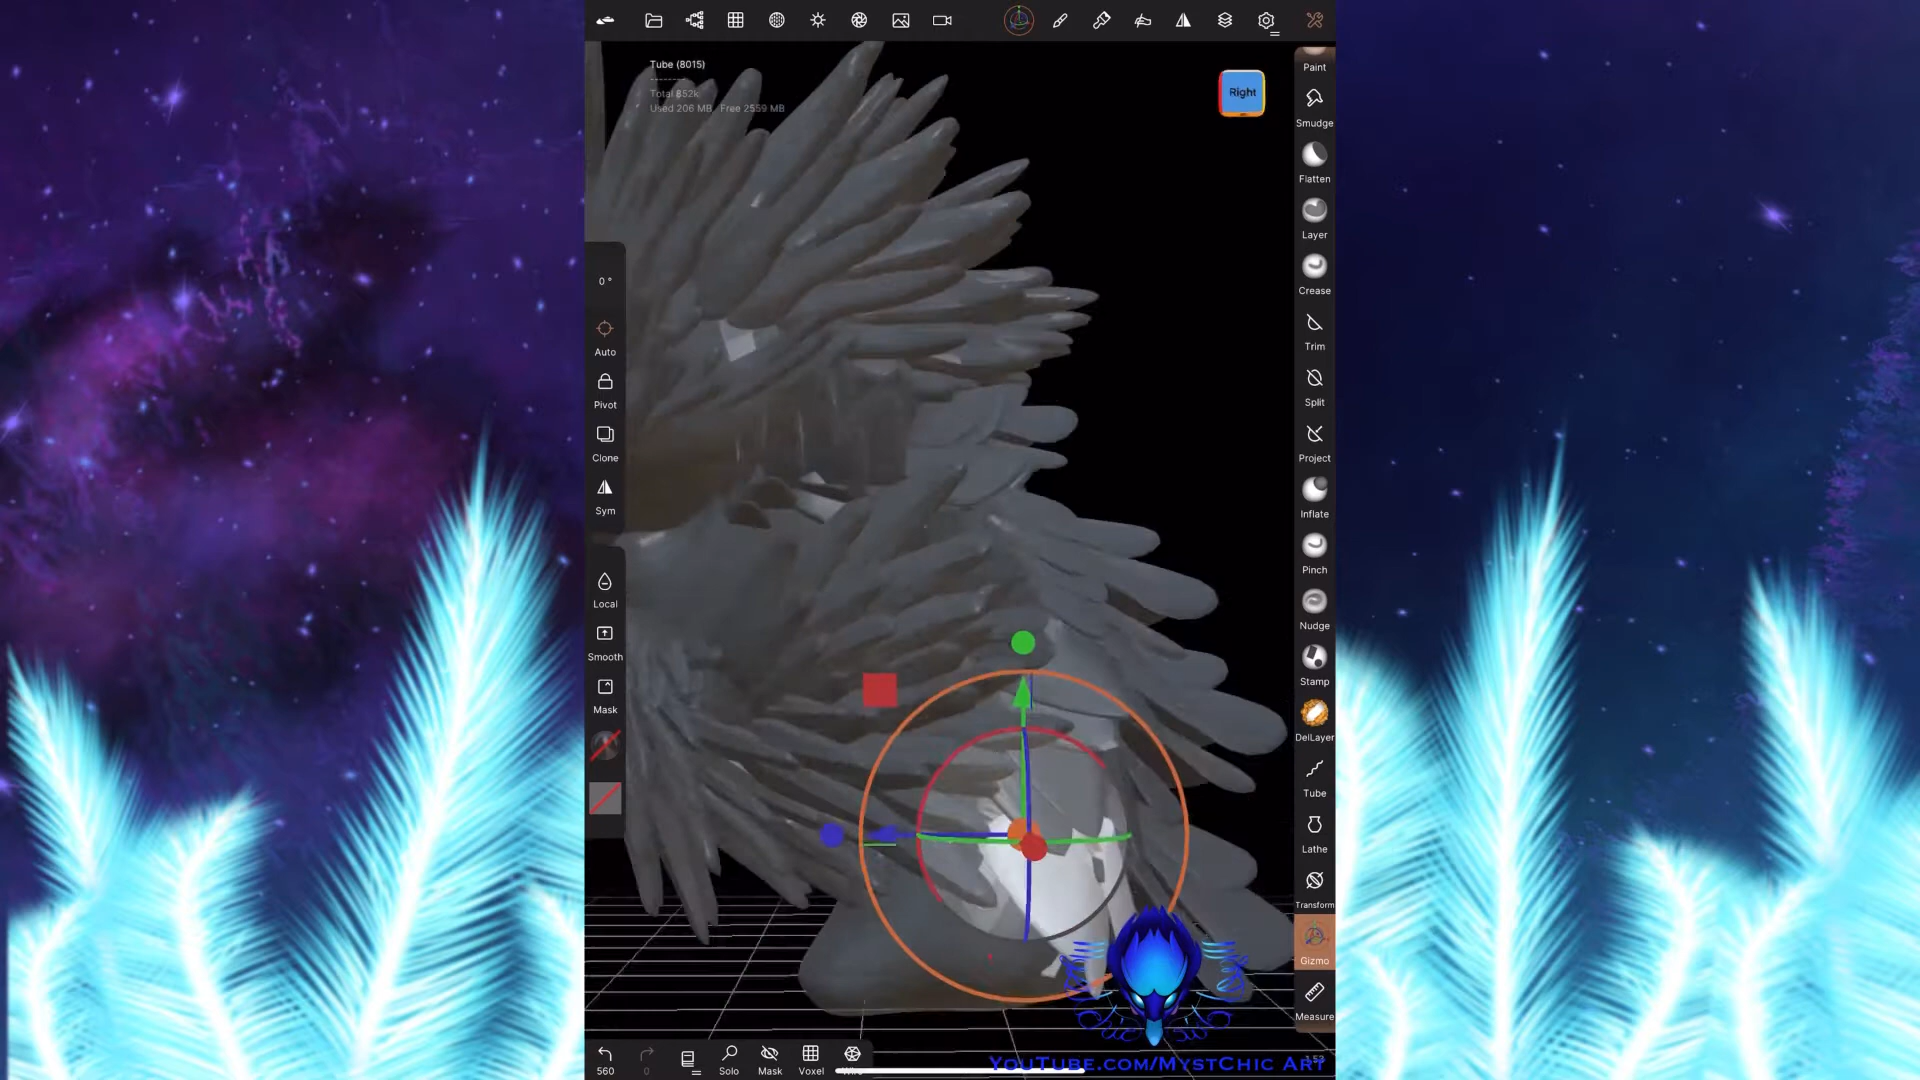 Tube (8015)
Total 852k
Used 206 MB Free 2559 MB
Right
0 °
Auto
Pivot
Clone
Sym
Local
Smooth
Mask
Paint
Smudge
Flatten
Layer
Crease
Trim
Split
Project
Inflate
Pinch
Nudge
Stamp
DelLayer
Tube
Lathe
Transform
Gizmo
Measure
560
0
Solo
Mask
Voxel
YouTube.com/MystChic Art